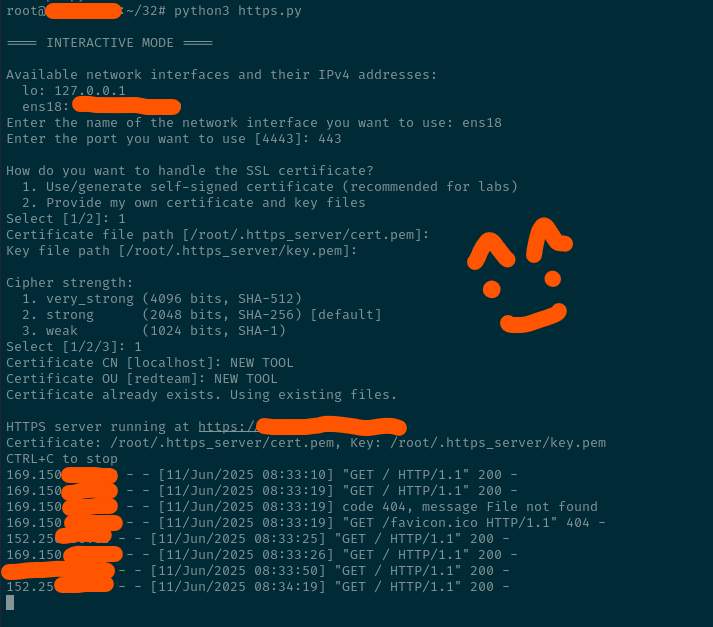 root@ :~/32# python3 https.py
==== INTERACTIVE MODE ====
Available network interfaces and their IPv4 addresses:
lo: 127.0.0.1
ens18:
Enter the name of the network interface you want to use: ens18
Enter the port you want to use [4443]: 443
How do you want to handle the SSL certificate?
1. Use/generate self-signed certificate (recommended for labs)
2. Provide my own certificate and key files
Select [1/2]: 1
Certificate file path [/root/.https_server/cert.pem]:
Key file path [/root/.https_server/key.pem]:
Cipher strength:
1. very_strong (4096 bits, SHA-512)
2. strong (2048 bits, SHA-256) [default]
3. weak (1024 bits, SHA-1)
Select [1/2/3]: 1
Certificate CN [localhost]: NEW TOOL
Certificate OU [redteam]: NEW TOOL
Certificate already exists. Using existing files.
HTTPS server running at https:/
Certificate: /root/.https_server/cert.pem, Key: /root/.https_server/key.pem
CTRL+C to stop
169.150 - - [11/Jun/2025 08:33:10] "GET / HTTP/1.1" 200 -
169.150 - - [11/Jun/2025 08:33:19] "GET / HTTP/1.1" 200 -
169.150 - - [11/Jun/2025 08:33:19] code 404, message File not found
169.150 - - [11/Jun/2025 08:33:19] "GET /favicon.ico HTTP/1.1" 404 -
152.25 - - [11/Jun/2025 08:33:25] "GET / HTTP/1.1" 200 -
169.150 - - [11/Jun/2025 08:33:26] "GET / HTTP/1.1" 200 -
- - [11/Jun/2025 08:33:50] "GET / HTTP/1.1" 200 -
152.25 - - [11/Jun/2025 08:34:19] "GET / HTTP/1.1" 200 -